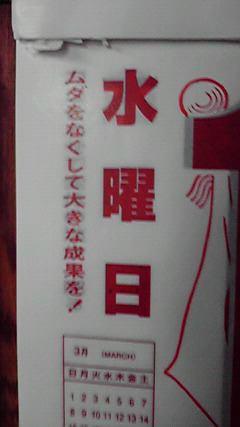 水曜日
ムダをなくして大きな成果を!
3月 (MARCH)
日月火水木金土
1 2 3 4 5 6 7
8 9 10 11 12 13 14